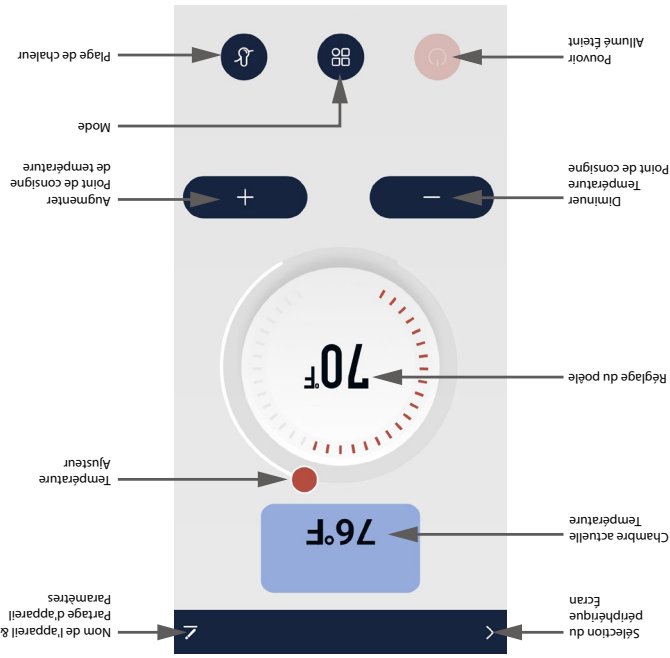 Sélection du
périphérique
Écran
Nom de l'appareil &
Partage d'appareil
Paramètres
Chambre actuelle
Température
76°F
Température
Ajusteur
Réglage du poêle
70°F
Diminuer
Température
Point de consigne
Augmenter
Point de consigne
de température
Mode
Pouvoir
Allumé Éteint
Plage de chaleur